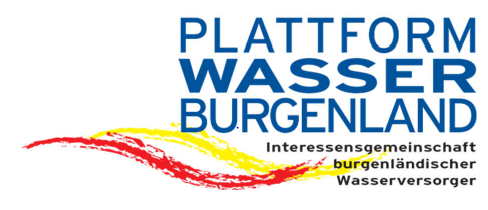 PLATTFORM
WASSER
BURGENLAND
Interessensgemeinschaft
burgenländischer
Wasserversorger